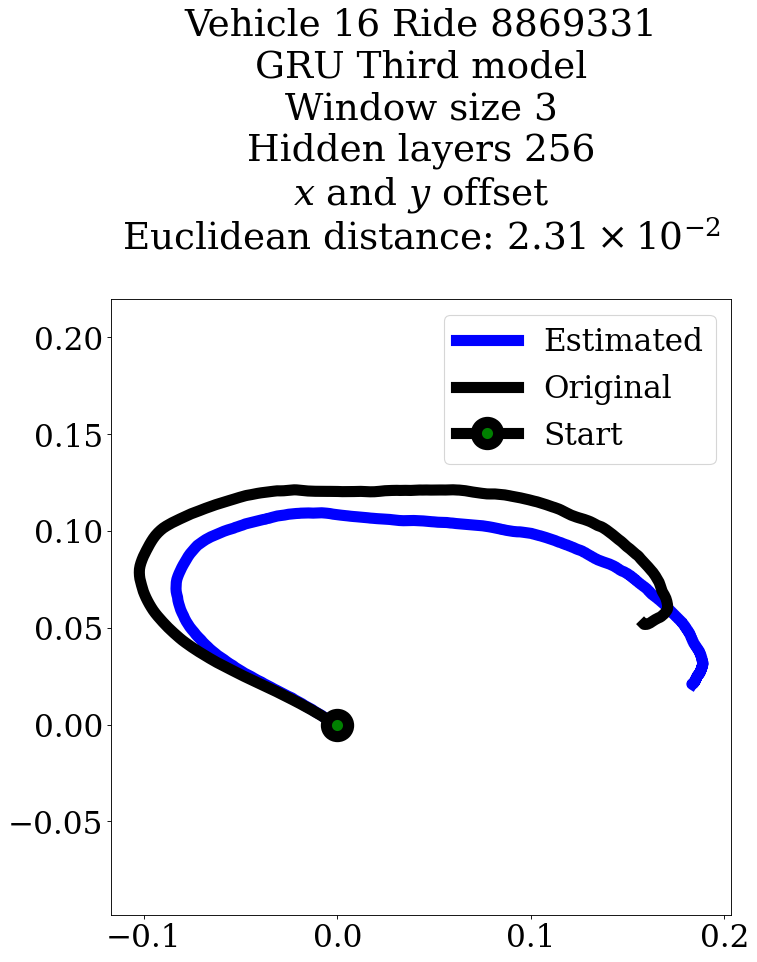 Vehicle 16 Ride 8869331
GRU Third model
Window size 3
Hidden layers 256
x and y offset
Euclidean distance: 2.31 × 10⁻²
Estimated
Original
Start
0.20
0.15
0.10
0.05
0.00
−0.05
−0.1
0.0
0.1
0.2